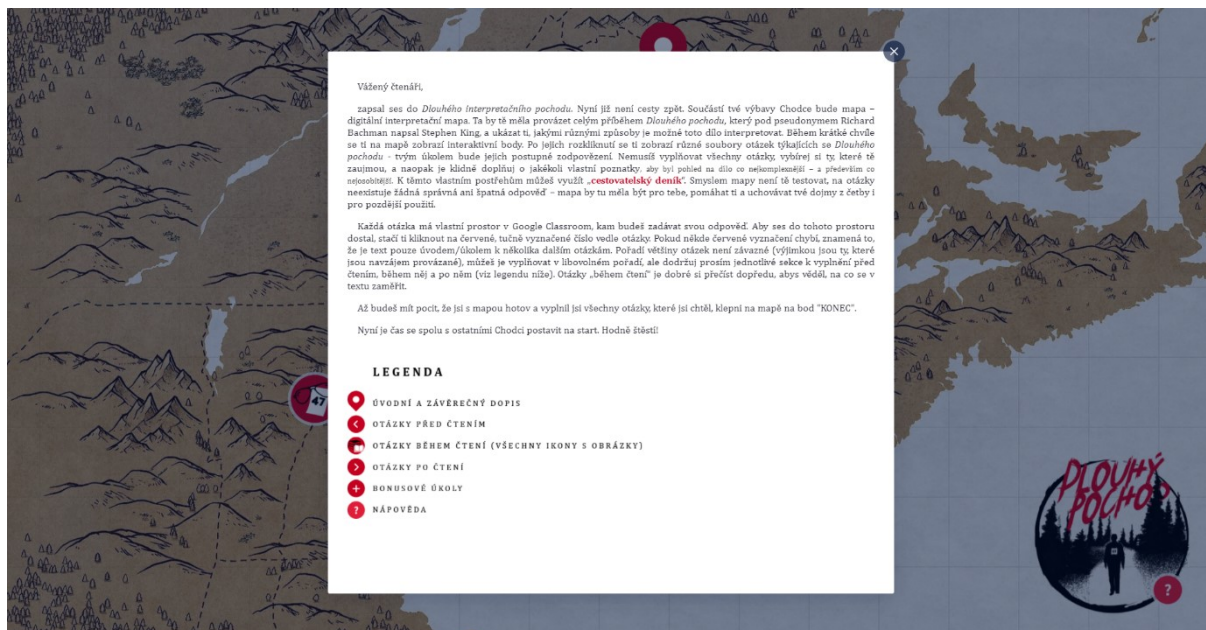 Vážený čtenáři,
zapsal ses do Dlouhého interpretačního pochodu. Nyní již není cesty zpět. Součástí tvé výbavy Chodce bude mapa –
digitální interpretační mapa. Ta by tě měla provázet celým příběhem Dlouhého pochodu, který pod pseudonymem Richard
Bachman napsal Stephen King, a ukázat ti, jakými různými způsoby je možné toto dílo interpretovat. Během krátké chvíle
se ti na mapě zobrazí interaktivní body. Po jejich rozkliknutí se ti zobrazí různé soubory otázek týkajících se Dlouhého
pochodu - tvým úkolem bude jejich postupné zodpovězení. Nemusíš vyplňovat všechny otázky, vybírej si ty, které tě
zaujmou, a naopak je klidně doplňuj o jakékoli vlastní poznatky, aby byl pohled na dílo co nejkomplexnější – a především co
nejosobitější. K těmto vlastním postřehům můžeš využít „cestovatelský deník“. Smyslem mapy není tě testovat, na otázky
neexistuje žádná správná ani špatná odpověď – mapa by tu měla být pro tebe, pomáhat ti a uchovávat tvé dojmy z četby i
pro pozdější použití.
Každá otázka má vlastní prostor v Google Classroom, kam budeš zadávat svou odpověď. Aby ses do tohoto prostoru
dostal, stačí ti kliknout na červené, tučně vyznačené číslo vedle otázky. Pokud někde červené vyznačení chybí, znamená to,
že je text pouze úvodem/úkolem k několika dalším otázkám. Pořadí většiny otázek není závazné (výjimkou jsou ty, které
jsou navzájem provázané), můžeš je vyplňovat v libovolném pořadí, ale dodržuj prosím jednotlivé sekce k vyplnění před
čtením, během něj a po něm (viz legendu níže). Otázky „během čtení“ je dobré si přečíst dopředu, abys věděl, na co se v
textu zaměřit.
Až budeš mít pocit, že jsi s mapou hotov a vyplnil jsi všechny otázky, které jsi chtěl, klepni na mapě na bod "KONEC".
Nyní je čas se spolu s ostatními Chodci postavit na start. Hodně štěstí!
LEGENDA
ÚVODNÍ A ZÁVĚREČNÝ DOPIS
OTÁZKY PŘED ČTENÍM
OTÁZKY BĚHEM ČTENÍ (VŠECHNY IKONY S OBRÁZKY)
OTÁZKY PO ČTENÍ
BONUSOVÉ ÚKOLY
? NÁPOVĚDA
47
DLOUHÝ
POCHOD
?